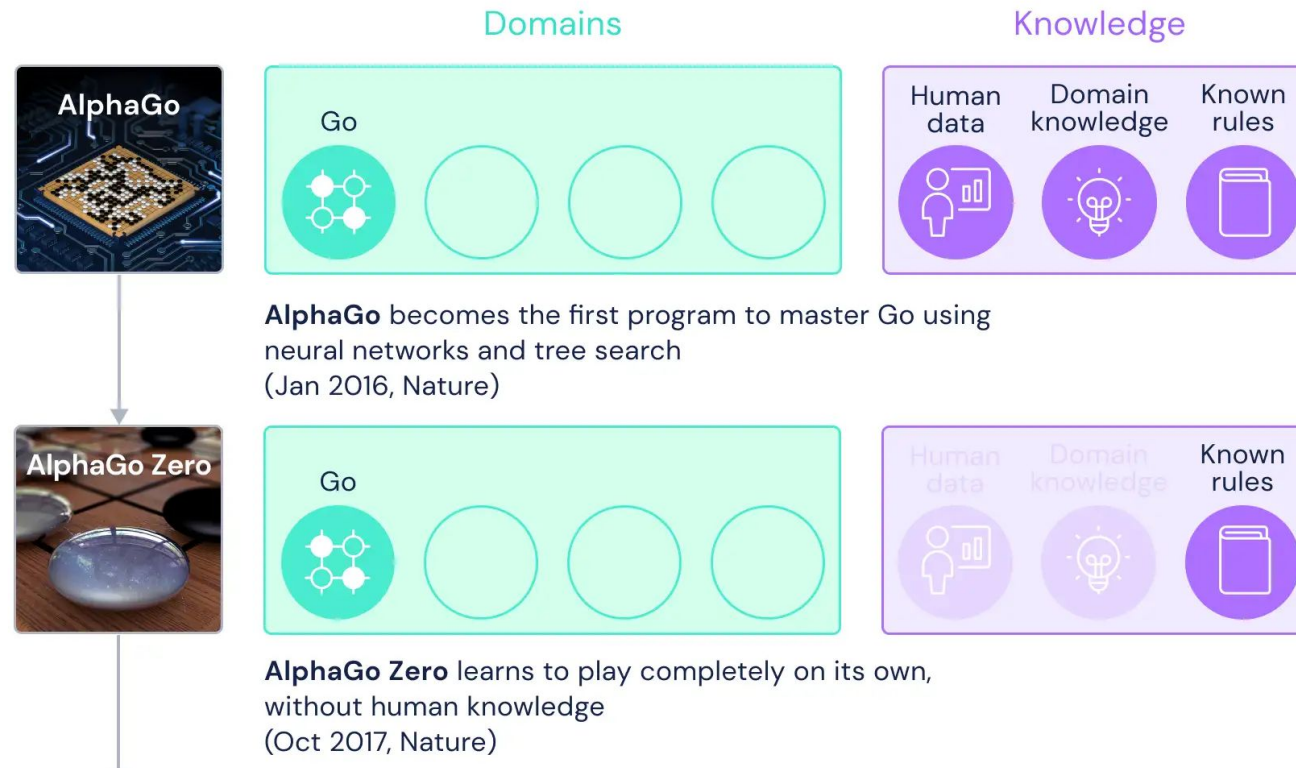 Domains
Knowledge
AlphaGo
Go
Human
data
Domain
knowledge
Known
rules
AlphaGo becomes the first program to master Go using
neural networks and tree search
(Jan 2016, Nature)
AlphaGo Zero
Go
Human
data
Domain
knowledge
Known
rules
AlphaGo Zero learns to play completely on its own,
without human knowledge
(Oct 2017, Nature)